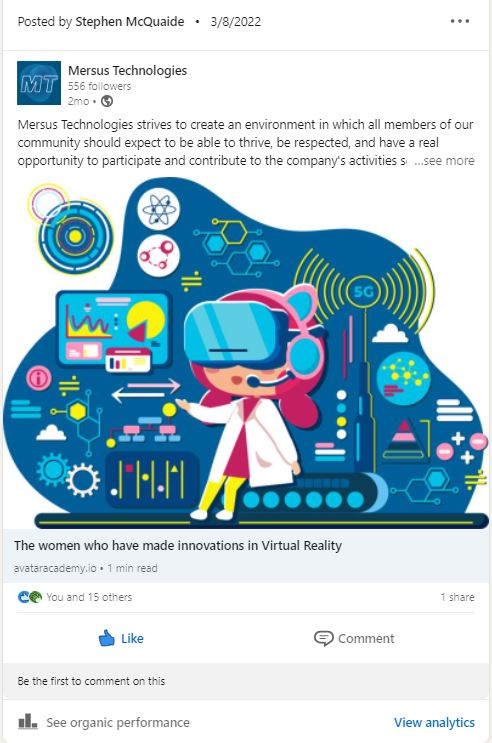 Posted by Stephen McQuaide • 3/8/2022
MT
Mersus Technologies
556 followers
2mo •
Mersus Technologies strives to create an environment in which all members of our
community should expect to be able to thrive, be respected, and have a real
opportunity to participate and contribute to the company's activities s ...see more
5G
The women who have made innovations in Virtual Reality
avataracademy.io • 1 min read
You and 15 others
1 share
Like
Comment
Be the first to comment on this
See organic performance
View analytics